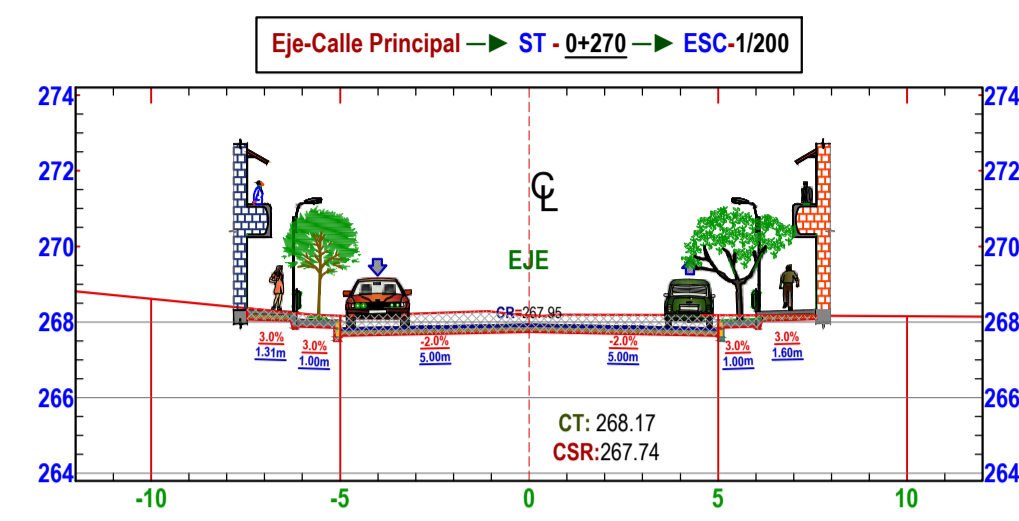 Eje-Calle Principal ST - 0+270 ESC-1/200
274 274
272 272
270 270
268 268
266 266
264 264
CL
EJE
CR=267.95
3.0% 3.0% -2.0% -2.0% 3.0% 3.0%
1.31m 1.00m 5.00m 5.00m 1.00m 1.60m
CT: 268.17
CSR:267.74
-10 -5 0 5 10